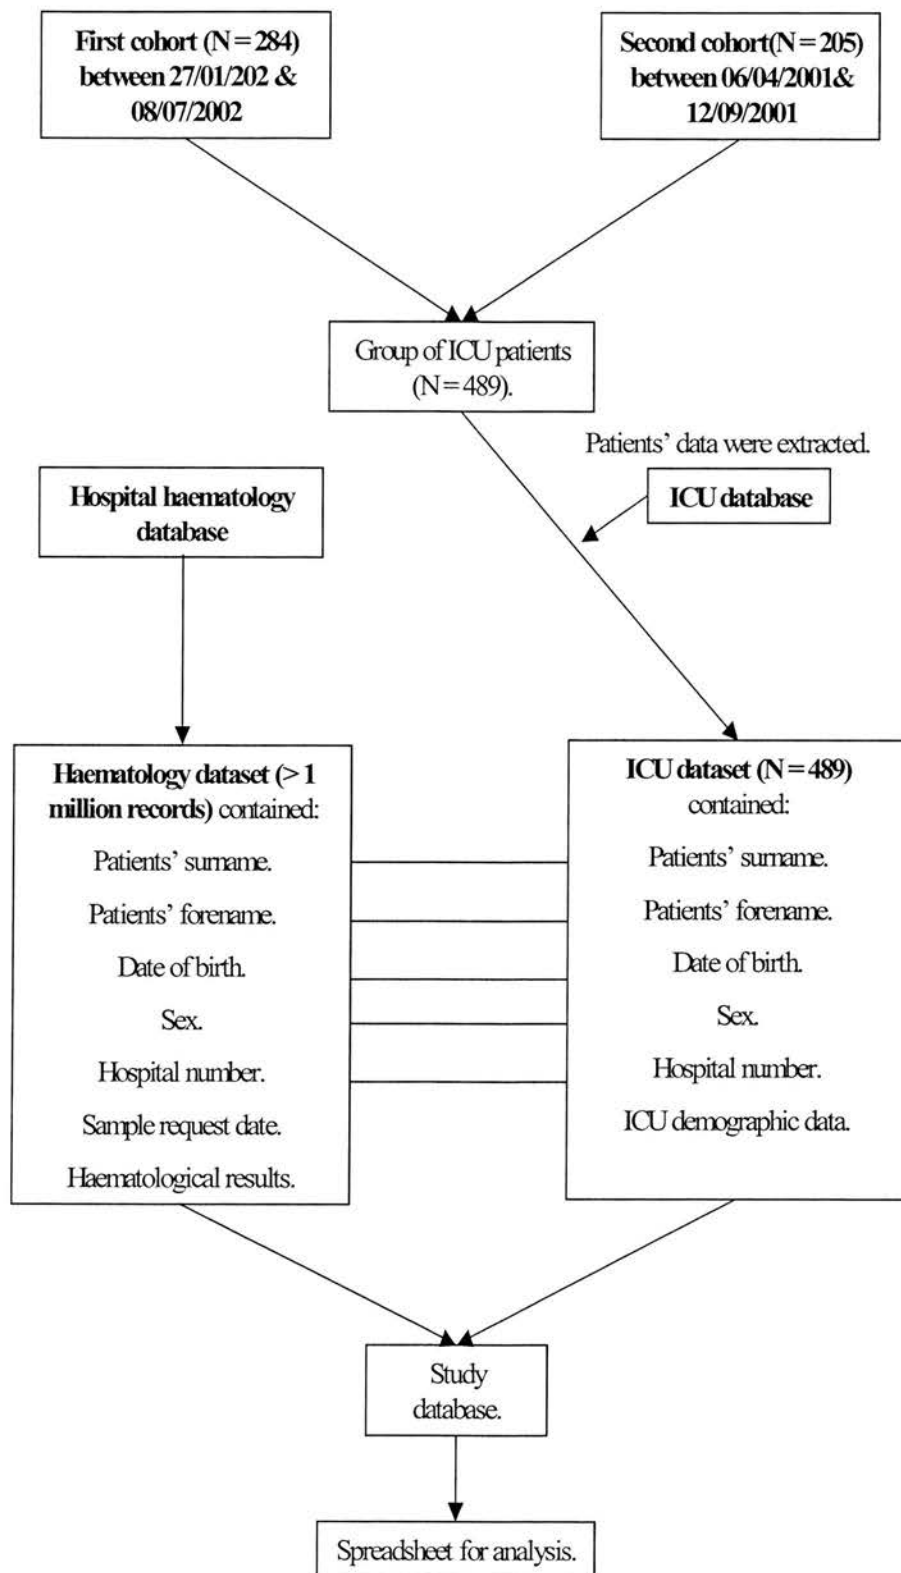 First cohort (N = 284)
between 27/01/202 &
08/07/2002
Second cohort(N = 205)
between 06/04/2001&
12/09/2001
Group of ICU patients
(N = 489).
Patients’ data were extracted.
Hospital haematology
database
ICU database
Haematology dataset (> 1
million records) contained:
Patients’ surname.
Patients’ forename.
Date of birth.
Sex.
Hospital number.
Sample request date.
Haematological results.
ICU dataset (N = 489)
contained:
Patients’ surname.
Patients’ forename.
Date of birth.
Sex.
Hospital number.
ICU demographic data.
Study
database.
Spreadsheet for analysis.